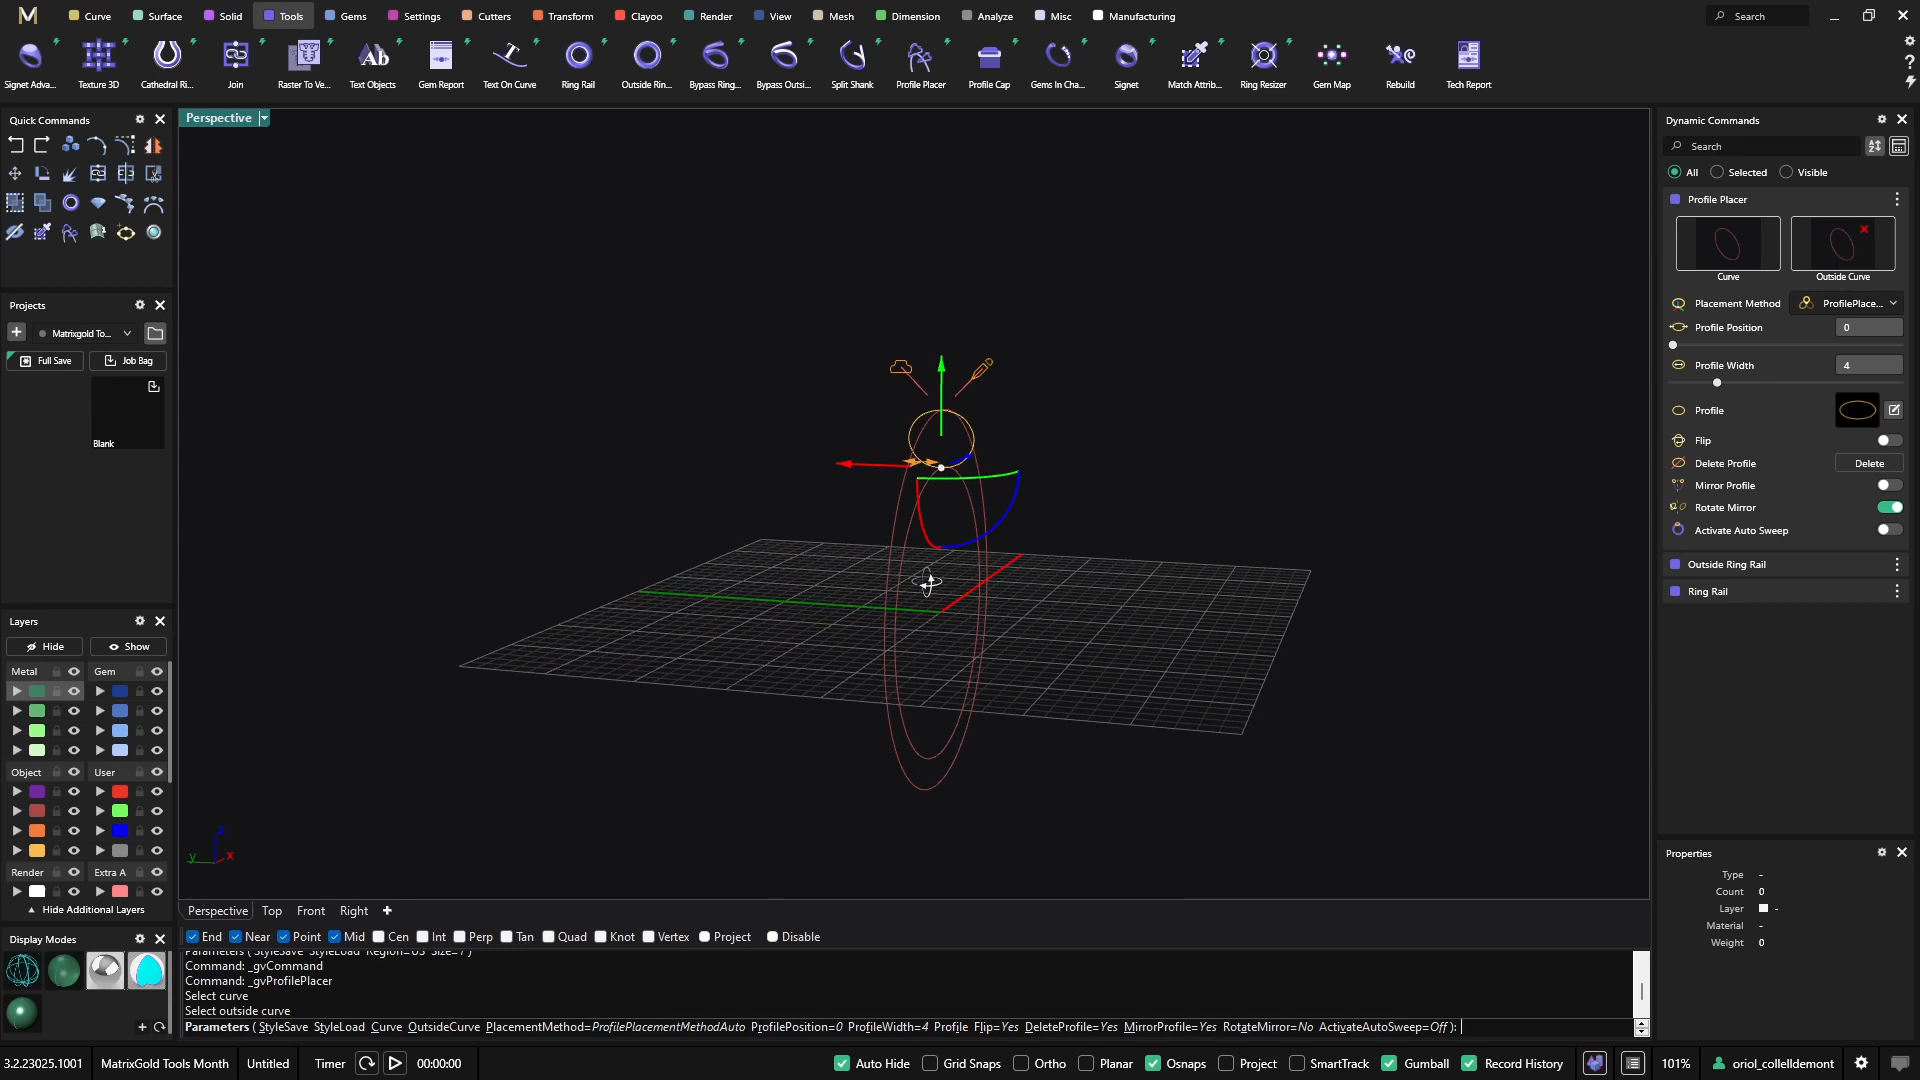 Curve Surface Solid Tools Gems Settings Cutters Transform Clayoo Render View Mesh Dimension Analyze Misc Manufacturing Search
Signet Adva... Texture 3D Cathedral Ri... Join Raster To Ve... Text Objects Gem Report Text On Curve Ring Rail Outside Rin... Bypass Ring... Bypass Outsi... Split Shank Profile Placer Profile Cap Gems In Cha... Signet Match Attrib... Ring Resizer Gem Map Rebuild Tech Report
Quick Commands
Projects
Matrixgold To...
Full Save Job Bag
Blank
Layers
Hide Show
Metal Gem
Object User
Render Extra A
Hide Additional Layers
Display Modes
Perspective
z
y x
Perspective Top Front Right
End Near Point Mid Cen Int Perp Tan Quad Knot Vertex Project Disable
Parameters ( StyleSave StyleLoad Region=US Size=7 )
Command: _gvCommand
Command: _gvProfilePlacer
Select curve
Select outside curve
Parameters ( StyleSave StyleLoad Curve OutsideCurve PlacementMethod=ProfilePlacementMethodAuto ProfilePosition=0 ProfileWidth=4 Profile Flip=Yes DeleteProfile=Yes MirrorProfile=Yes RotateMirror=No ActivateAutoSweep=Off ):
Dynamic Commands
Search
All Selected Visible
Profile Placer
Curve Outside Curve
Placement Method ProfilePlace...
Profile Position 0
Profile Width 4
Profile
Flip
Delete Profile Delete
Mirror Profile
Rotate Mirror
Activate Auto Sweep
Outside Ring Rail
Ring Rail
Properties
Type -
Count 0
Layer -
Material -
Weight 0
3.2.23025.1001 MatrixGold Tools Month Untitled Timer 00:00:00 Auto Hide Grid Snaps Ortho Planar Osnaps Project SmartTrack Gumball Record History 101% oriol_collelldemont